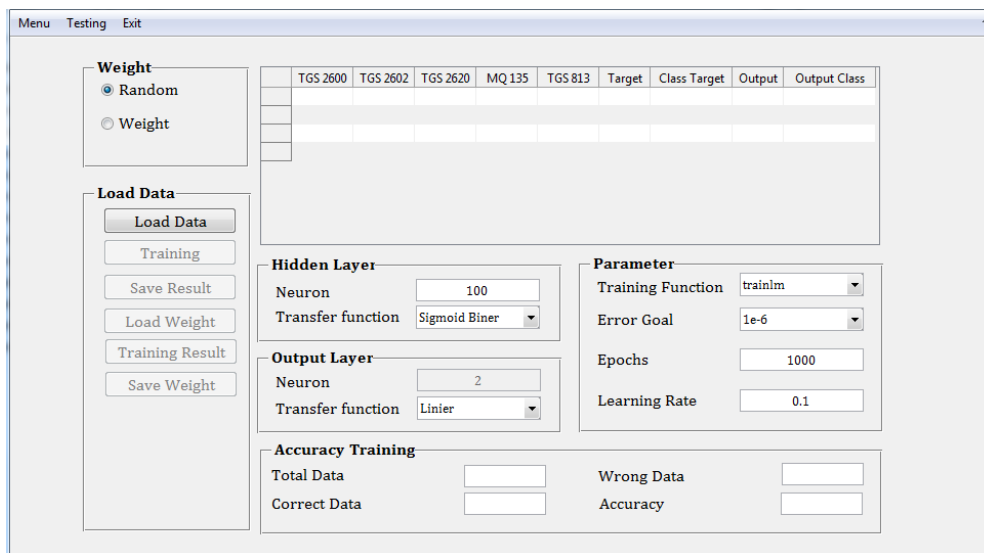 Menu Testing Exit
Weight
Random
Weight
TGS 2600 TGS 2602 TGS 2620 MQ 135 TGS 813 Target Class Target Output Output Class
Load Data
Load Data
Training
Save Result
Load Weight
Training Result
Save Weight
Hidden Layer
Neuron 100
Transfer function Sigmoid Biner
Output Layer
Neuron 2
Transfer function Linier
Parameter
Training Function trainlm
Error Goal 1e-6
Epochs 1000
Learning Rate 0.1
Accuracy Training
Total Data
Correct Data
Wrong Data
Accuracy